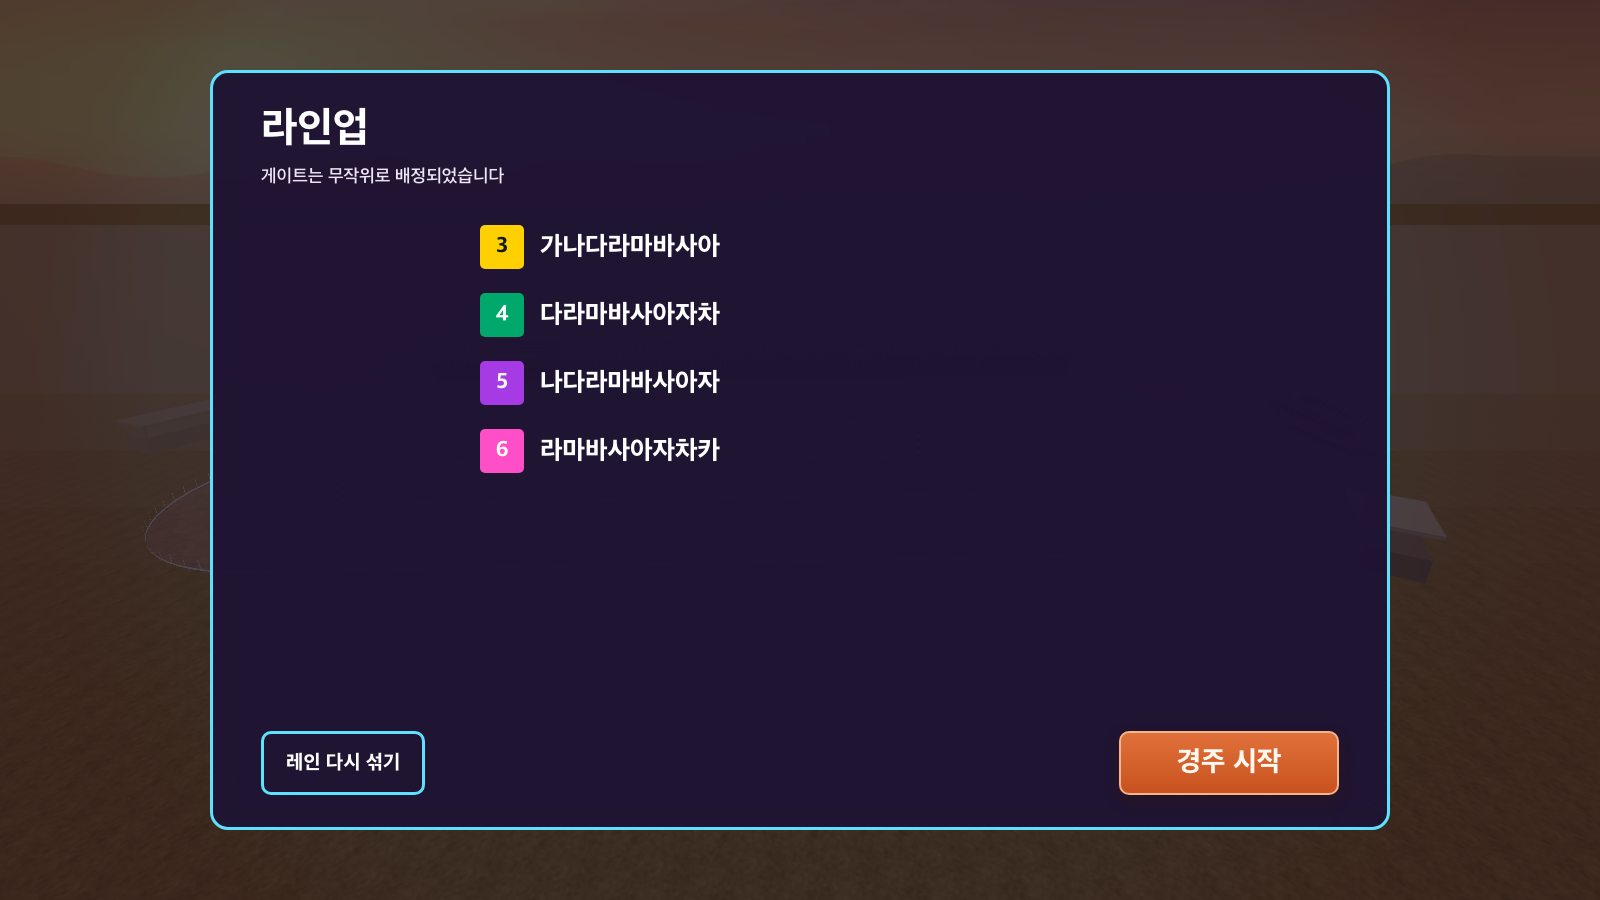 라인업
게이트는 무작위로 배정되었습니다
3 가나다라마바사아
4 다라마바사아자차
5 나다라마바사아자
6 라마바사아자차카
레인 다시 섞기
경주 시작